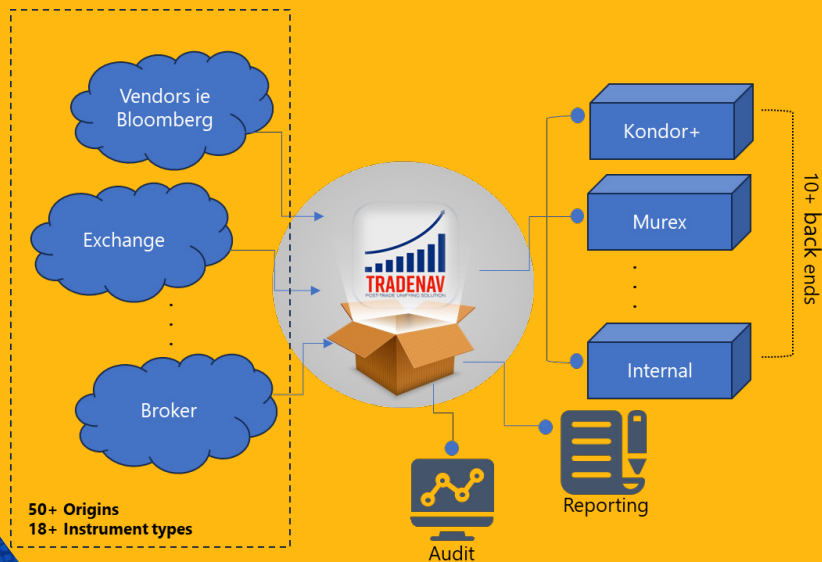 Vendors ie
Bloomberg
Exchange
.
.
.
Broker
50+ Origins
18+ Instrument types
TRADENAV
POST-TRADE UNIFYING SOLUTION
Kondor+
Murex
.
.
.
Internal
10+ back ends
Reporting
Audit